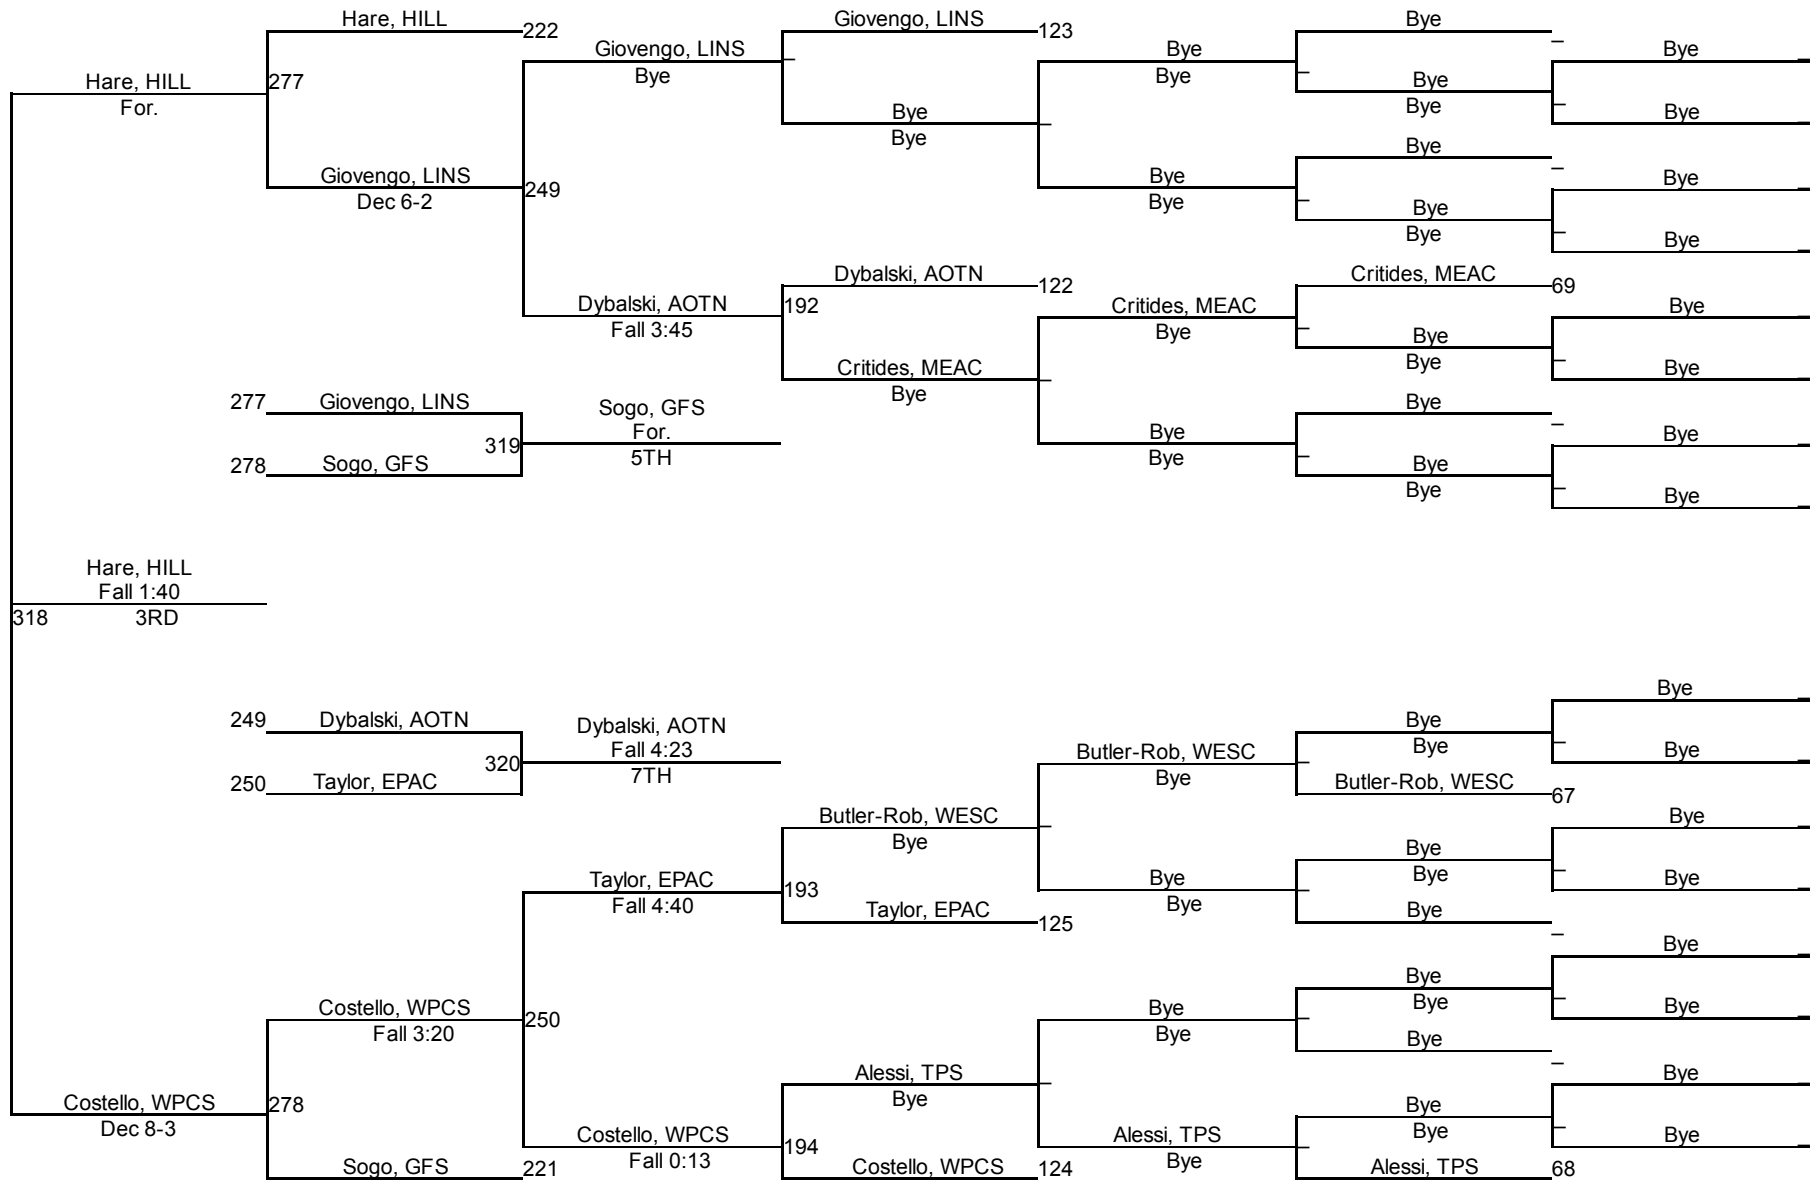 Hare, HILL
222
Giovengo, LINS
123
Bye
Giovengo, LINS
Bye
Bye
Bye
Bye
Bye
Hare, HILL
For.
277
Bye
Bye
Bye
Bye
Bye
Bye
Giovengo, LINS
Dec 6-2
249
Bye
Bye
Bye
Bye
Bye
Bye
Dybalski, AOTN
122
Critides, MEAC
69
Dybalski, AOTN
Fall 3:45
192
Critides, MEAC
Bye
Bye
Bye
Bye
Critides, MEAC
Bye
Bye
277
Giovengo, LINS
Sogo, GFS
For.
5TH
319
278
Sogo, GFS
Bye
Bye
Bye
Bye
Bye
Bye
Bye
Hare, HILL
Fall 1:40
318
3RD
Bye
249
Dybalski, AOTN
Dybalski, AOTN
Fall 4:23
7TH
320
250
Taylor, EPAC
Bye
Bye
Bye
Butler-Rob, WESC
Bye
Butler-Rob, WESC
67
Butler-Rob, WESC
Bye
Bye
Bye
Bye
Taylor, EPAC
Fall 4:40
193
Bye
Bye
Bye
Taylor, EPAC
125
Bye
Bye
Bye
Bye
Costello, WPCS
Fall 3:20
250
Bye
Bye
Bye
Bye
Alessi, TPS
Bye
Bye
Costello, WPCS
Dec 8-3
278
Bye
Bye
Costello, WPCS
Fall 0:13
194
Alessi, TPS
Bye
Bye
Sogo, GFS
221
Costello, WPCS
124
Alessi, TPS
68